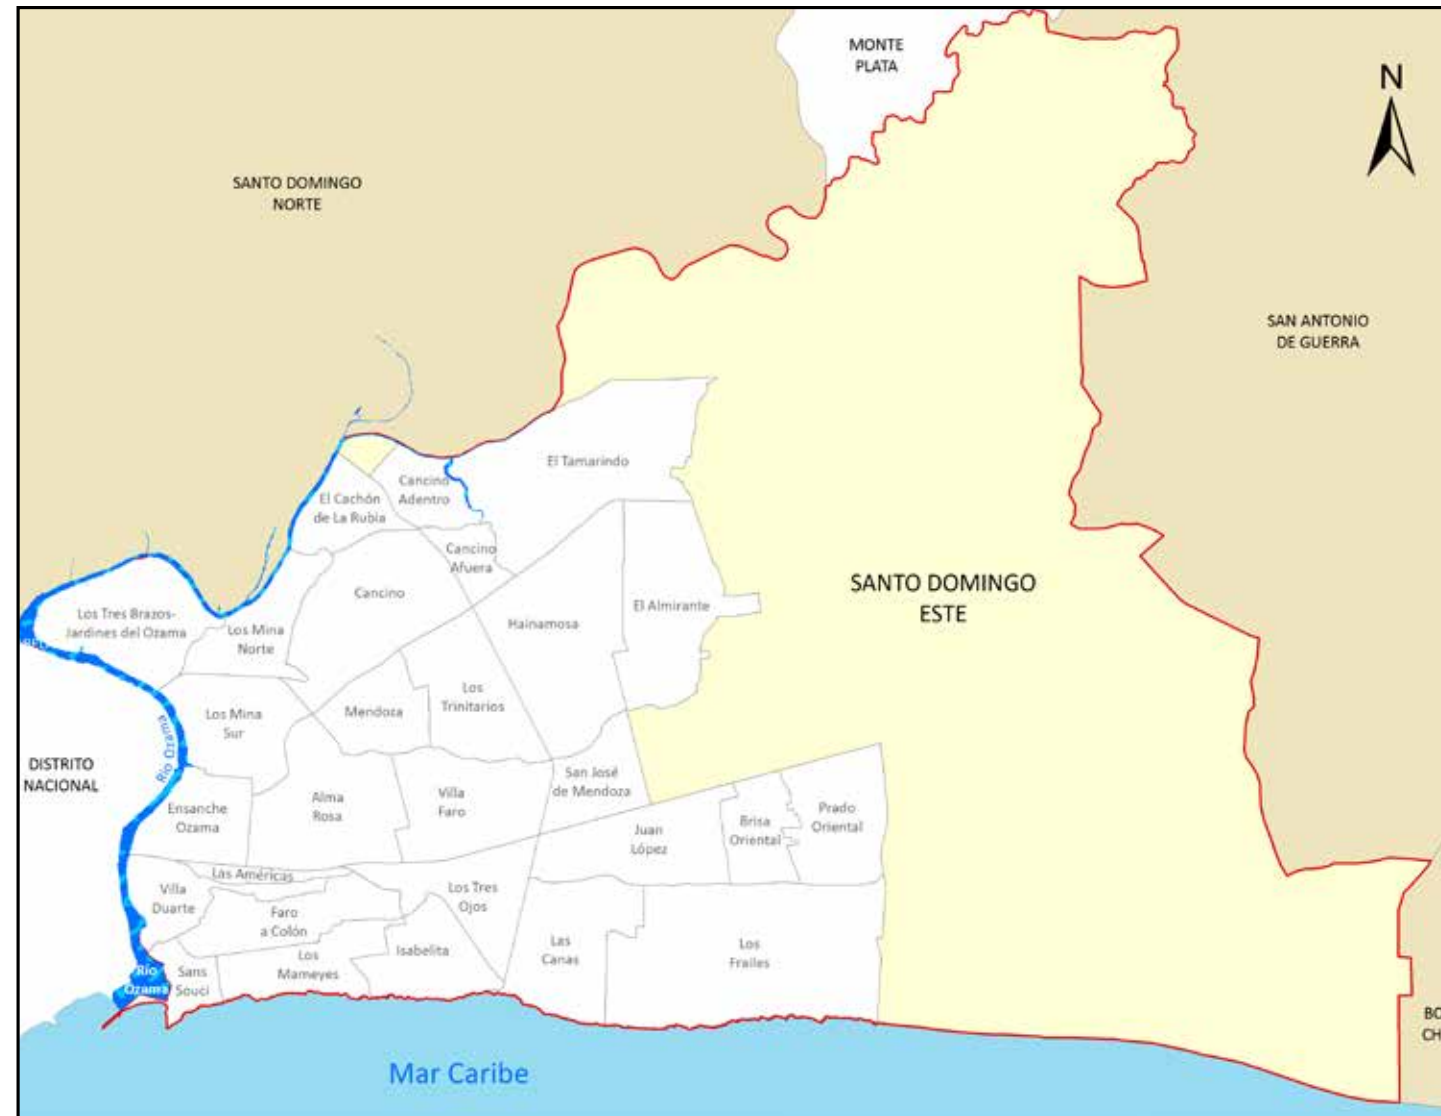 MONTE
PLATA
N
SANTO DOMINGO
NORTE
SAN ANTONIO
DE GUERRA
El Tamarindo
Cancino
Adentro
El Cachón
de La Rubia
Cancino
Afuera
Cancino
SANTO DOMINGO
ESTE
El Almirante
Hainamosa
Los Tres Brazos-
Jardines del Ozama
Los Mina
Norte
Los
Trinitarios
Mendoza
Los Mina
Sur
Río Ozama
DISTRITO
NACIONAL
San José
de Mendoza
Villa
Faro
Alma
Rosa
Ensanche
Ozama
Juan
López
Brisa
Oriental
Prado
Oriental
Las Américas
Villa
Duarte
Los Tres
Ojos
Faro
a Colón
Isabelita
Las
Canas
Los
Frailes
Los
Mameyes
Sans
Souci
Río
Ozama
BO
CH
Mar Caribe